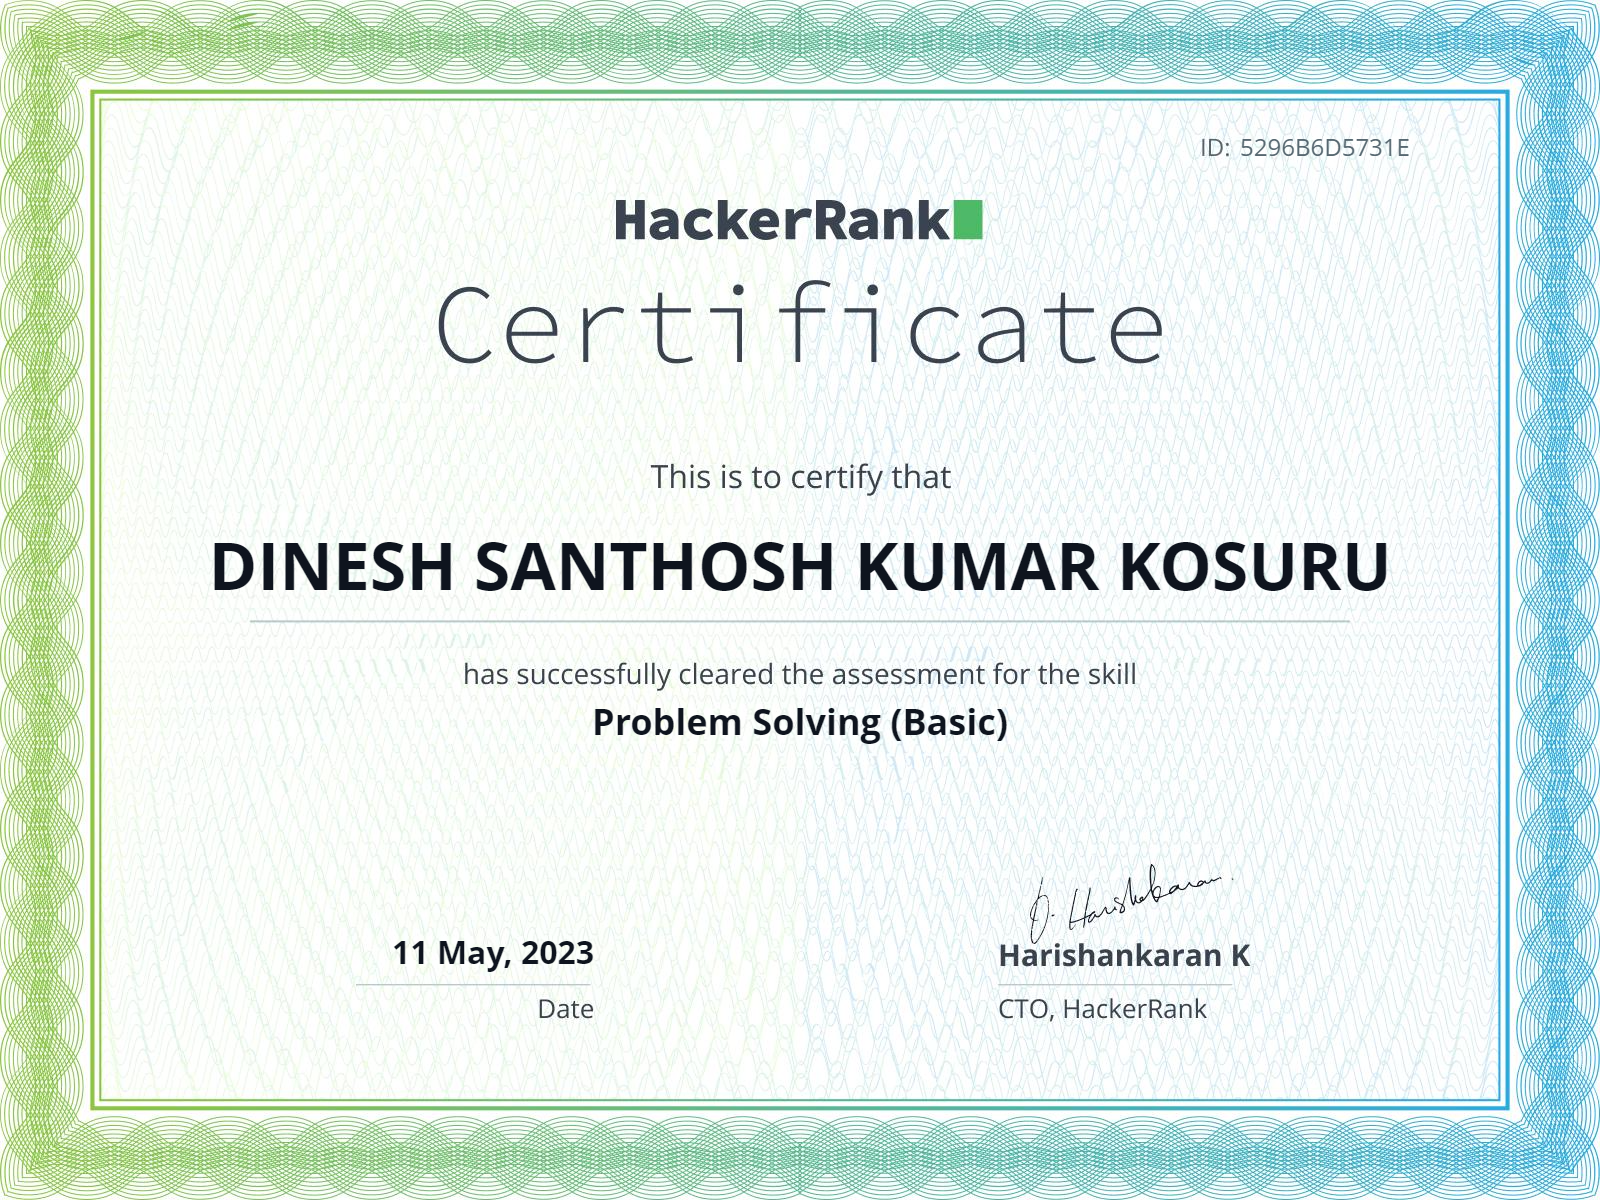 ID: 5296B6D5731E
HackerRank
Certificate
This is to certify that
DINESH SANTHOSH KUMAR KOSURU
has successfully cleared the assessment for the skill
Problem Solving (Basic)
11 May, 2023
Date
Harishankaran K
CTO, HackerRank